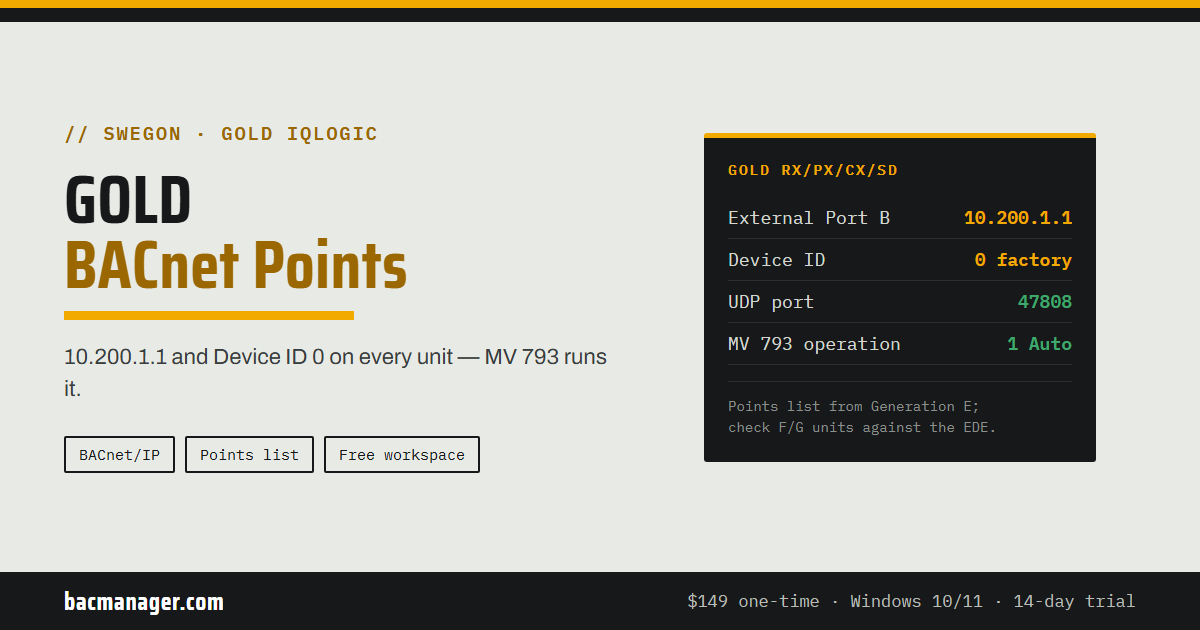 // SWEGON · GOLD IQLOGIC
GOLD
BACnet Points
10.200.1.1 and Device ID 0 on every unit — MV 793 runs
it.
BACnet/IP Points list Free workspace
GOLD RX/PX/CX/SD
External Port B 10.200.1.1
Device ID 0 factory
UDP port 47808
MV 793 operation 1 Auto
Points list from Generation E;
check F/G units against the EDE.
bacmanager.com
$149 one-time · Windows 10/11 · 14-day trial